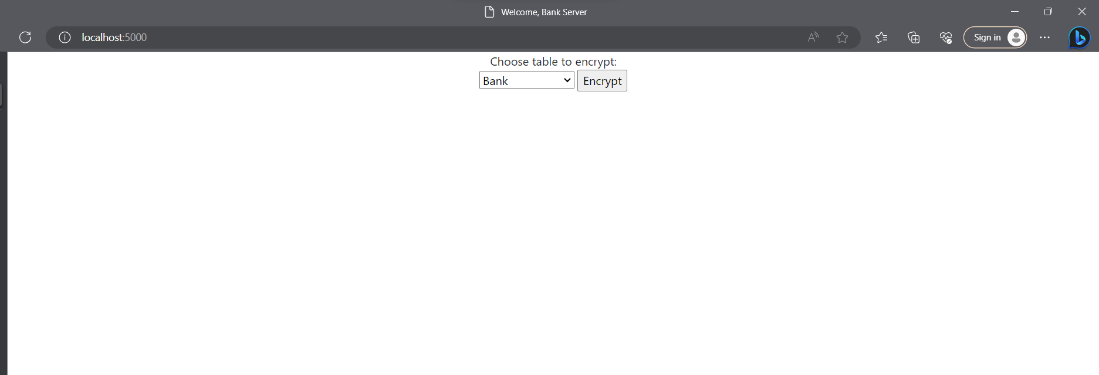 Welcome, Bank Server
localhost:5000
Sign in
Choose table to encrypt:
Bank
Encrypt